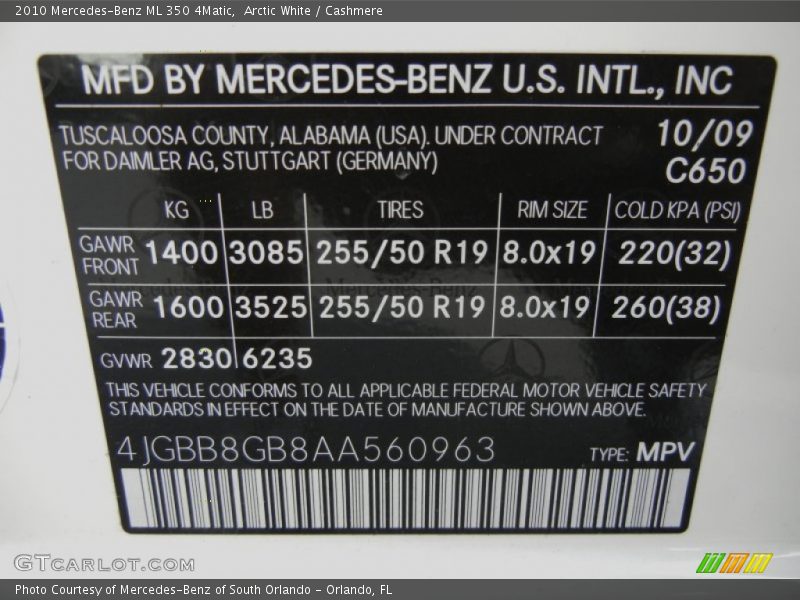 2010 Mercedes-Benz ML 350 4Matic,  Arctic White / Cashmere
MFD BY MERCEDES-BENZ U.S. INTL., INC
TUSCALOOSA COUNTY, ALABAMA (USA). UNDER CONTRACT 10/09
FOR DAIMLER AG, STUTTGART (GERMANY) C650
KG LB TIRES RIM SIZE COLD KPA (PSI)
GAWR FRONT 1400 3085 255/50 R19 8.0x19 220(32)
GAWR REAR 1600 3525 255/50 R19 8.0x19 260(38)
GVWR 2830 6235
THIS VEHICLE CONFORMS TO ALL APPLICABLE FEDERAL MOTOR VEHICLE SAFETY
STANDARDS IN EFFECT ON THE DATE OF MANUFACTURE SHOWN ABOVE.
4JGBB8GB8AA560963 TYPE: MPV
GTCARLOT.COM
Photo Courtesy of Mercedes-Benz of South Orlando - Orlando, FL